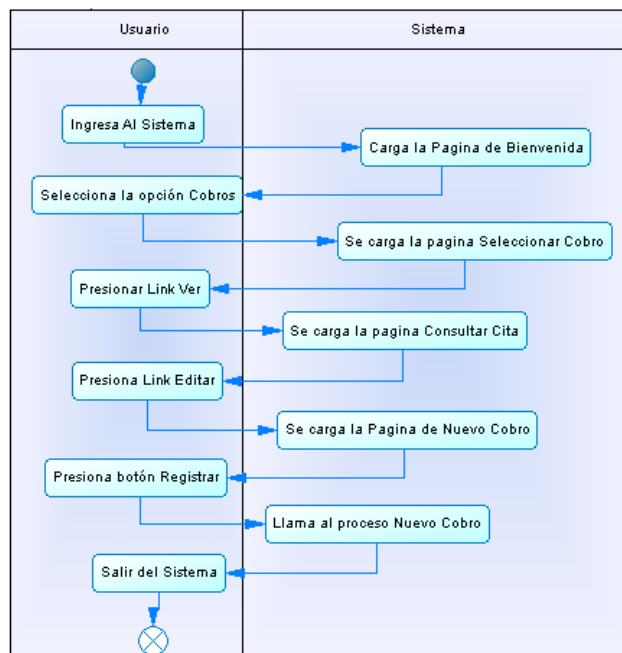 Usuario
Sistema
Ingresa Al Sistema
Carga la Pagina de Bienvenida
Selecciona la opción Cobros
Se carga la pagina Seleccionar Cobro
Presionar Link Ver
Se carga la pagina Consultar Cita
Presiona Link Editar
Se carga la Pagina de Nuevo Cobro
Presiona botón Registrar
Llama al proceso Nuevo Cobro
Salir del Sistema